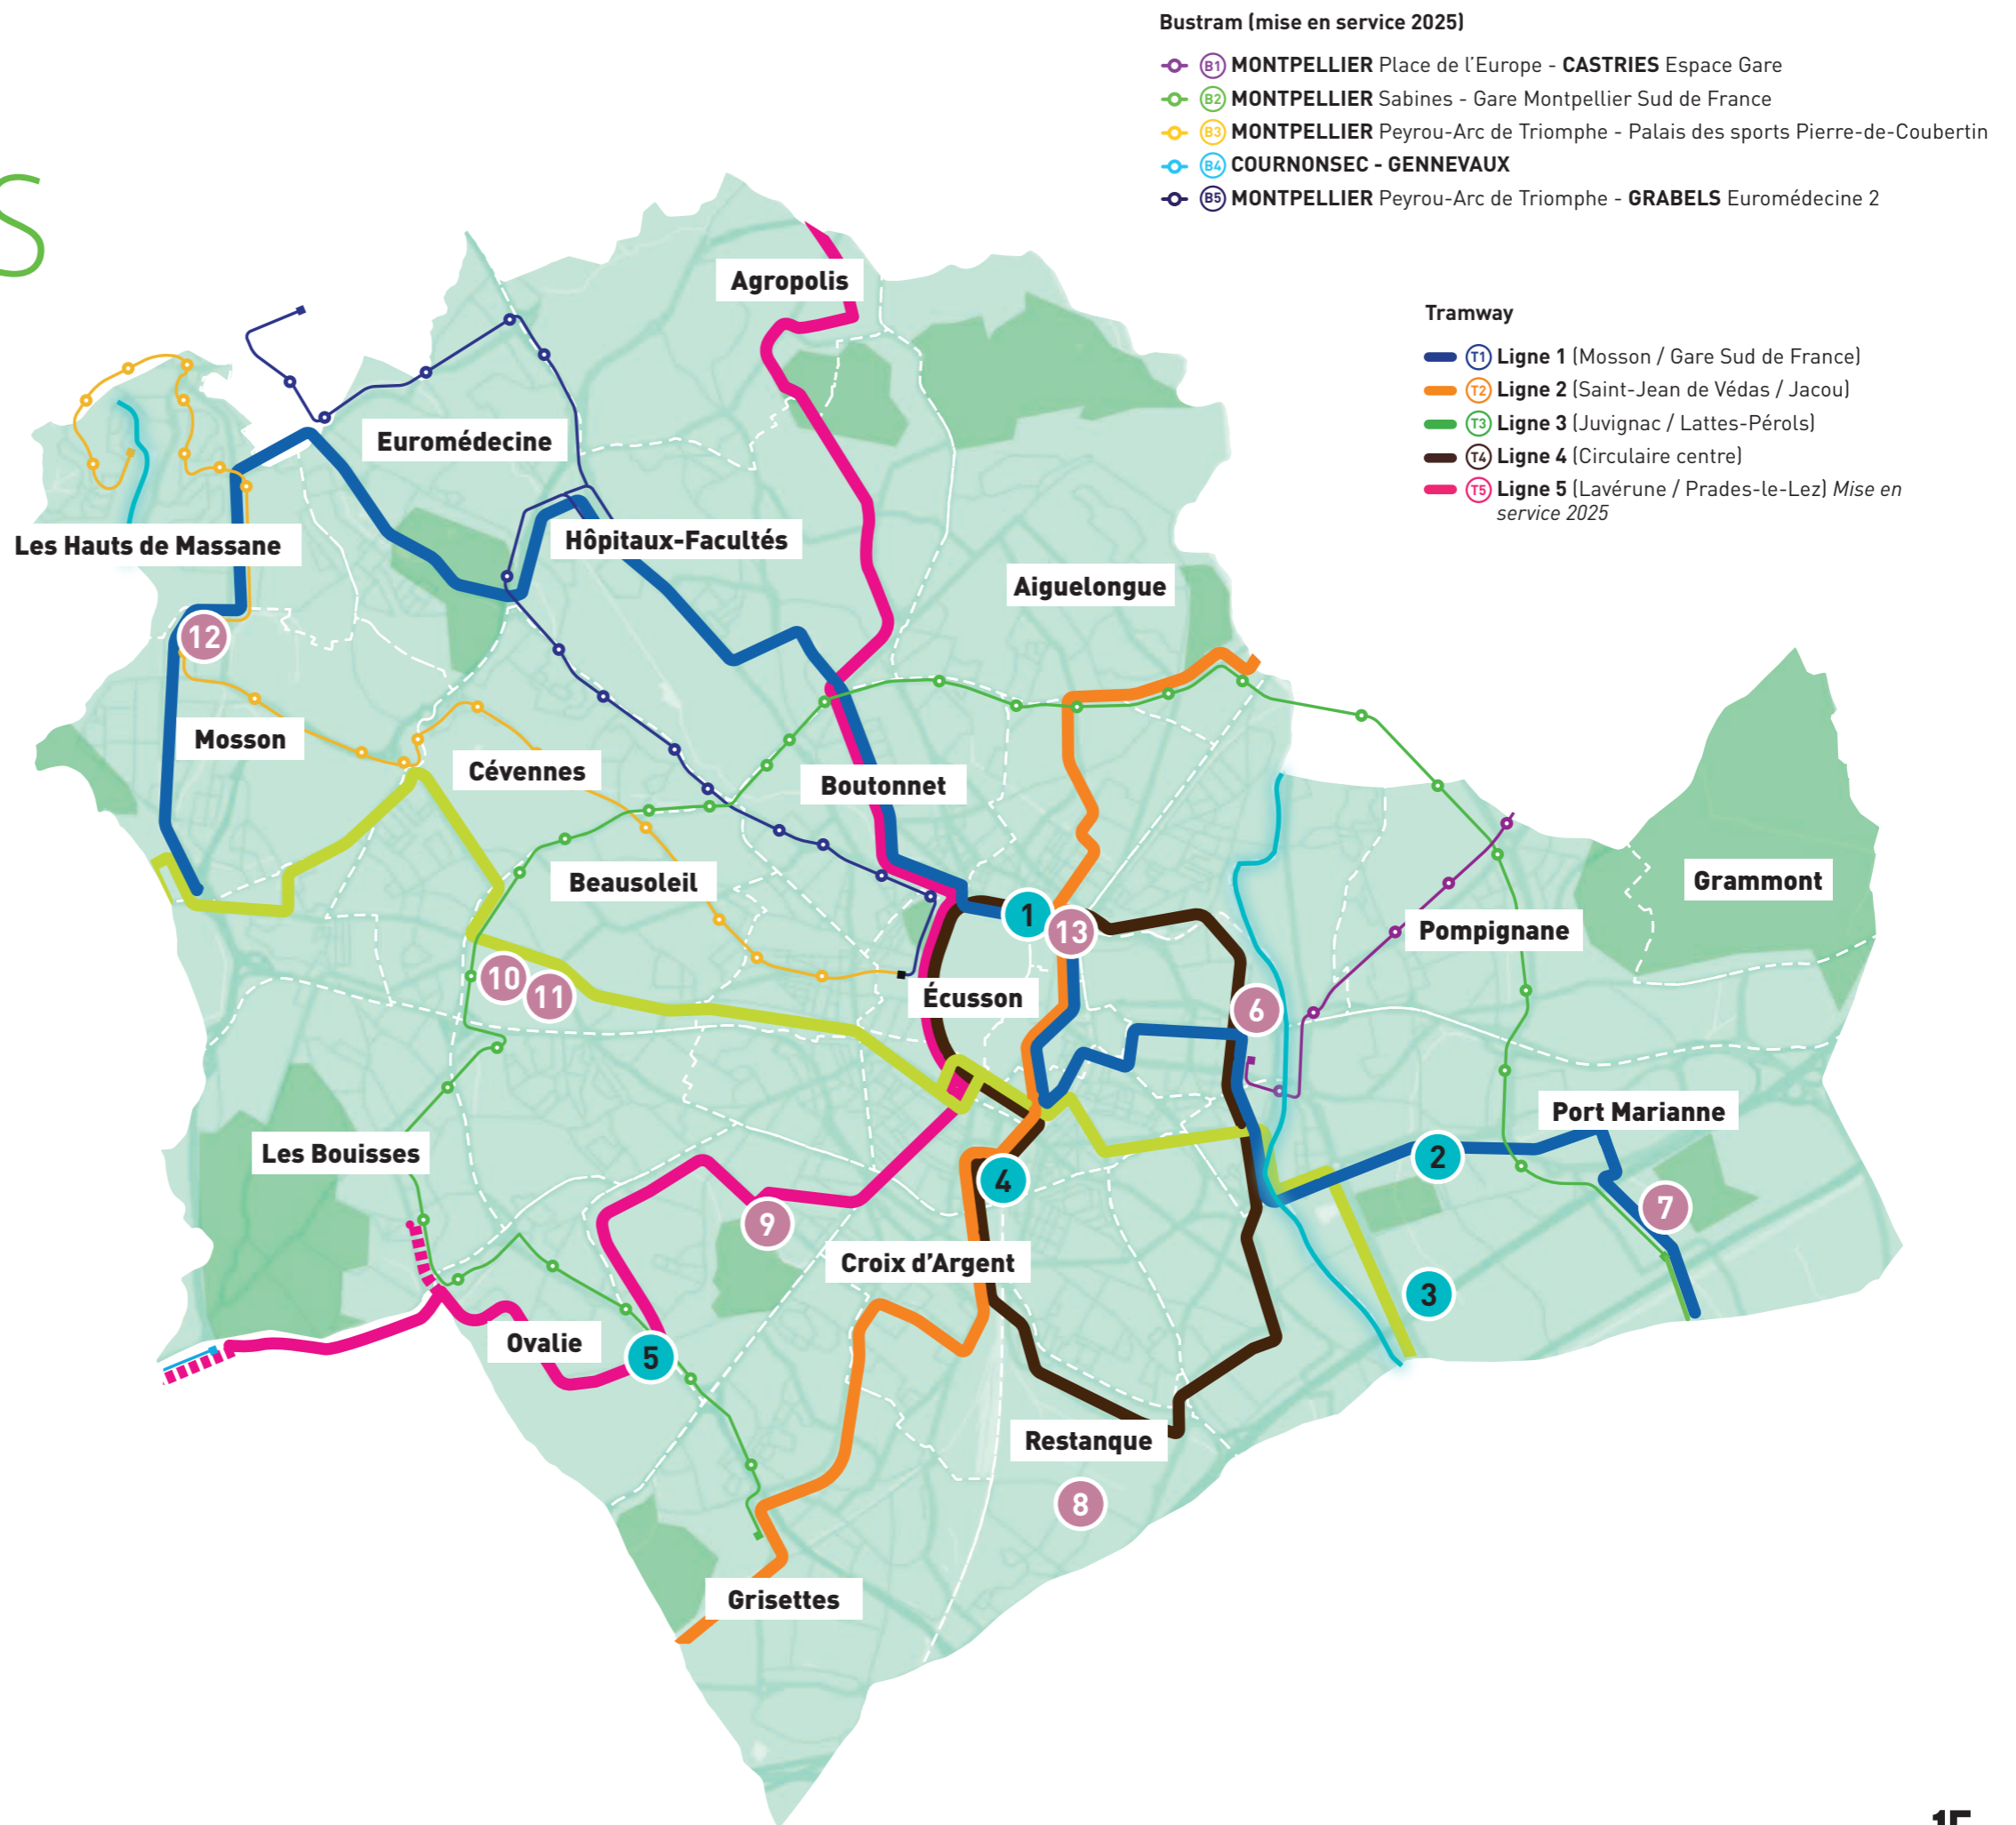 Bustram (mise en service 2025)
B1 MONTPELLIER Place de l'Europe - CASTRIES Espace Gare
B2 MONTPELLIER Sabines - Gare Montpellier Sud de France
B3 MONTPELLIER Peyrou-Arc de Triomphe - Palais des sports Pierre-de-Coubertin
B4 COURNONSEC - GENNEVAUX
B5 MONTPELLIER Peyrou-Arc de Triomphe - GRABELS Euromédecine 2
S
Agropolis
Tramway
T1 Ligne 1 (Mosson / Gare Sud de France)
T2 Ligne 2 (Saint-Jean de Védas / Jacou)
T3 Ligne 3 (Juvignac / Lattes-Pérols)
T4 Ligne 4 (Circulaire centre)
T5 Ligne 5 (Lavérune / Prades-le-Lez) Mise en
service 2025
Euromédecine
Les Hauts de Massane
Hôpitaux-Facultés
Aiguelongue
12
Mosson
Cévennes
Boutonnet
Beausoleil
Grammont
1
13
Pompignane
10
11
Écusson
6
Port Marianne
Les Bouisses
2
4
7
9
Croix d'Argent
3
Ovalie
5
Restanque
8
Grisettes